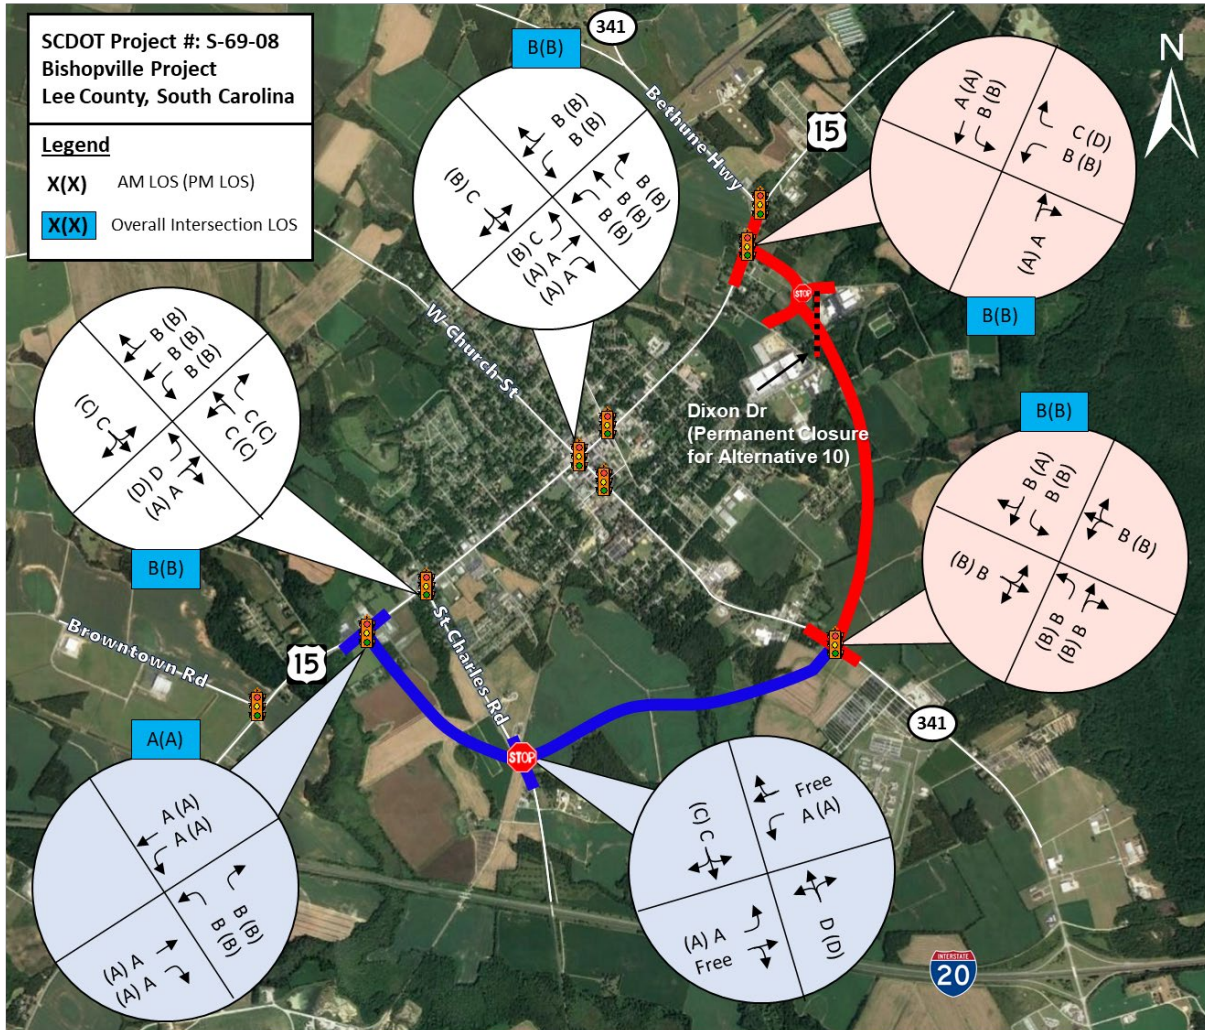 SCDOT Project #: S-69-08
Bishopville Project
Lee County, South Carolina
Legend
X(X) AM LOS (PM LOS)
X(X) Overall Intersection LOS
B(B)
341
Bethune Hwy
15
N
B (B)
B (B)
(B) C
B (B)
B (B)
B (B)
(B) C
(A) A
(A) A
A (A)
B (B)
C (D)
B (B)
(A) A
B(B)
STOP
W Church St
Dixon Dr
(Permanent Closure
for Alternative 10)
B (B)
B (B)
B (B)
(C) C
C (C)
C (C)
(D) D
(A) A
B(B)
B(B)
B (A)
B (B)
B (B)
(B) B
(B) B
(B) B
St Charles Rd
Browntown Rd
15
341
STOP
A(A)
A (A)
A (A)
B (B)
B (B)
(A) A
(A) A
Free
A (A)
(C) C
D (D)
(A) A
Free
INTERSTATE
20